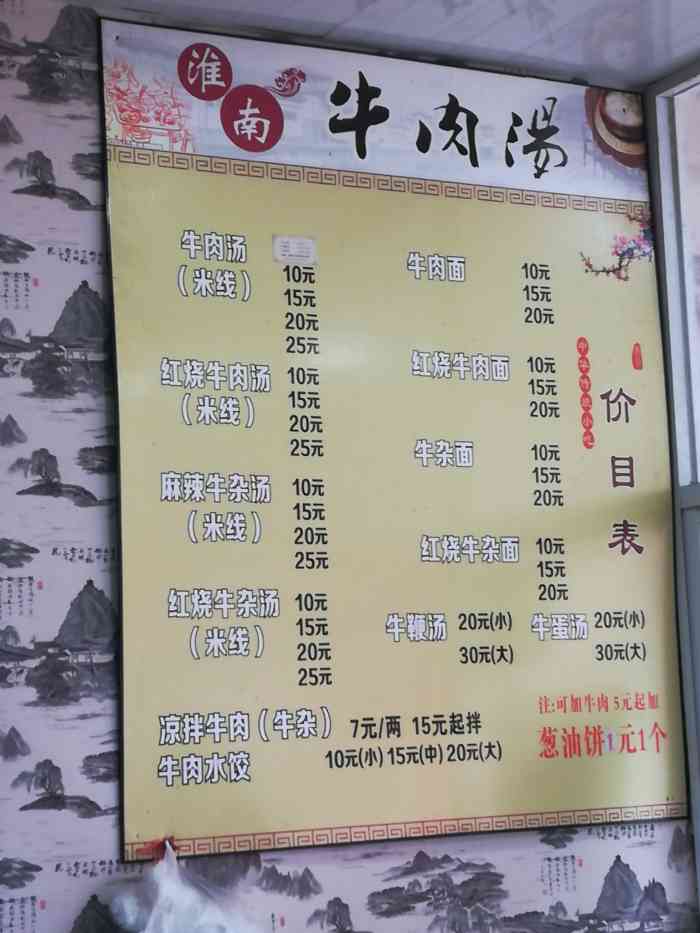 淮南 牛肉汤
牛肉汤
（米线）
10元
15元
20元
25元
红烧牛肉汤
（米线）
10元
15元
20元
25元
麻辣牛杂汤
（米线）
10元
15元
20元
25元
红烧牛杂汤
（米线）
10元
15元
20元
25元
牛肉面
10元
15元
20元
红烧牛肉面
10元
15元
20元
牛杂面
10元
15元
20元
红烧牛杂面
10元
15元
20元
牛鞭汤 20元(小)
30元(大)
牛蛋汤 20元(小)
30元(大)
凉拌牛肉（牛杂） 7元/两 15元起拌
牛肉水饺 10元(小) 15元(中) 20元(大)
中华传统小吃
价目表
注:可加牛肉 5元起加
葱油饼1元1个